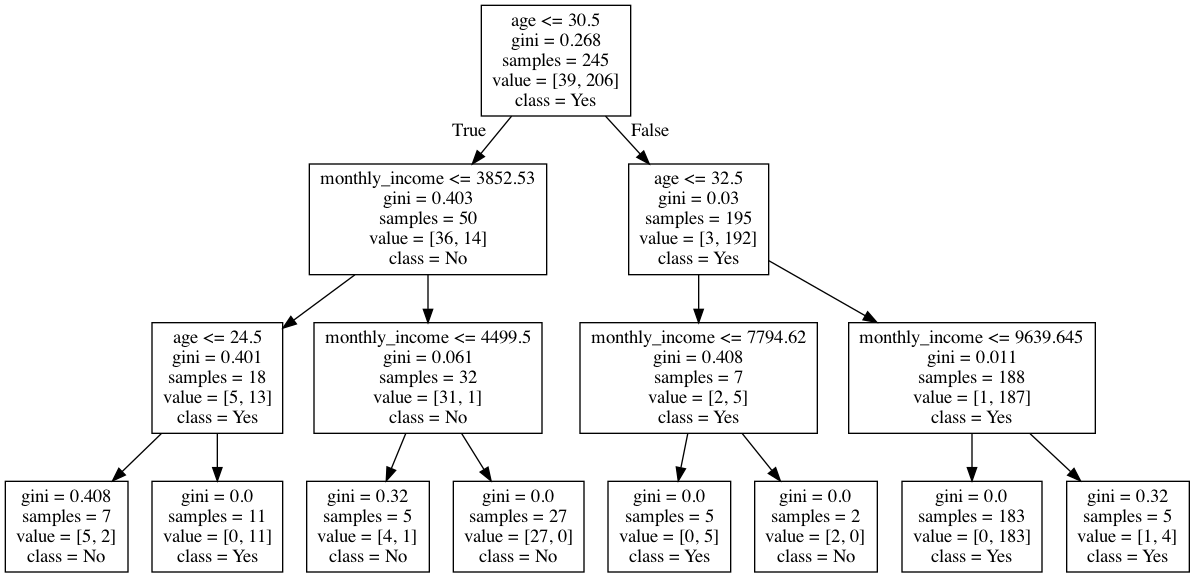 age <= 30.5
gini = 0.268
samples = 245
value = [39, 206]
class = Yes
True
False
monthly_income <= 3852.53
gini = 0.403
samples = 50
value = [36, 14]
class = No
age <= 32.5
gini = 0.03
samples = 195
value = [3, 192]
class = Yes
age <= 24.5
gini = 0.401
samples = 18
value = [5, 13]
class = Yes
monthly_income <= 4499.5
gini = 0.061
samples = 32
value = [31, 1]
class = No
monthly_income <= 7794.62
gini = 0.408
samples = 7
value = [2, 5]
class = Yes
monthly_income <= 9639.645
gini = 0.011
samples = 188
value = [1, 187]
class = Yes
gini = 0.408
samples = 7
value = [5, 2]
class = No
gini = 0.0
samples = 11
value = [0, 11]
class = Yes
gini = 0.32
samples = 5
value = [4, 1]
class = No
gini = 0.0
samples = 27
value = [27, 0]
class = No
gini = 0.0
samples = 5
value = [0, 5]
class = Yes
gini = 0.0
samples = 2
value = [2, 0]
class = No
gini = 0.0
samples = 183
value = [0, 183]
class = Yes
gini = 0.32
samples = 5
value = [1, 4]
class = Yes